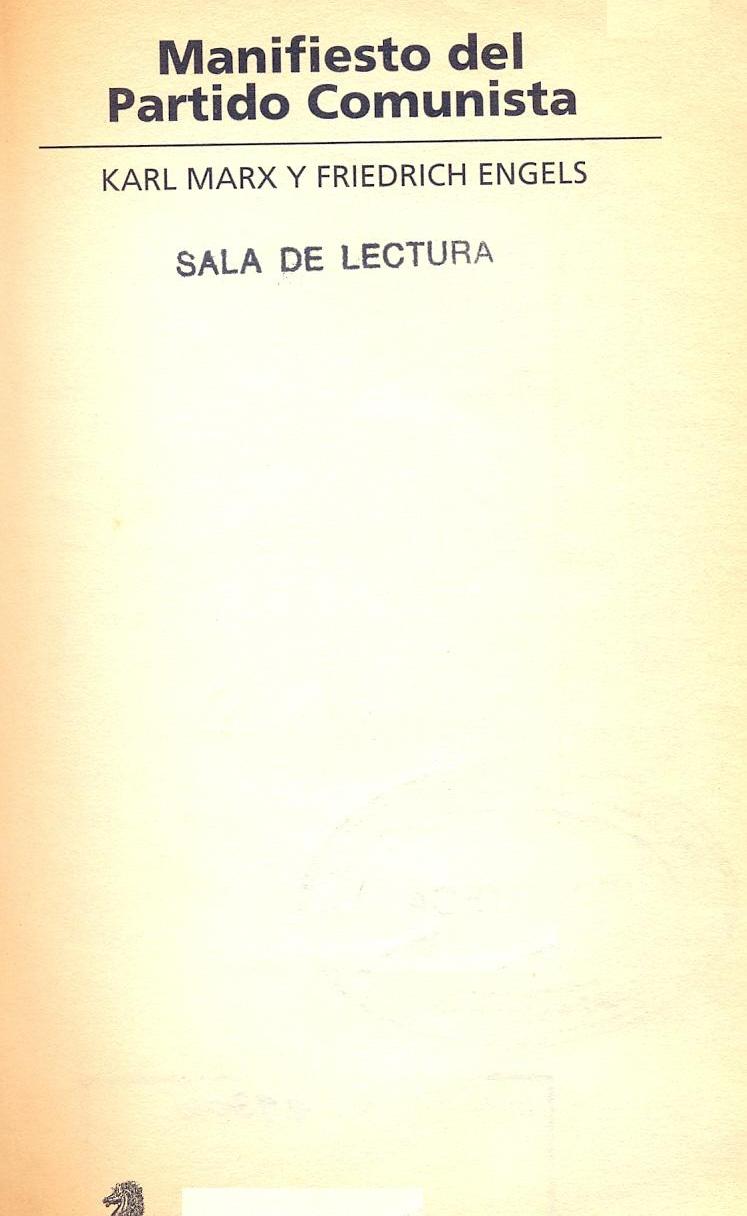 Manifiesto del
Partido Comunista
KARL MARX Y FRIEDRICH ENGELS
SALA DE LECTURA